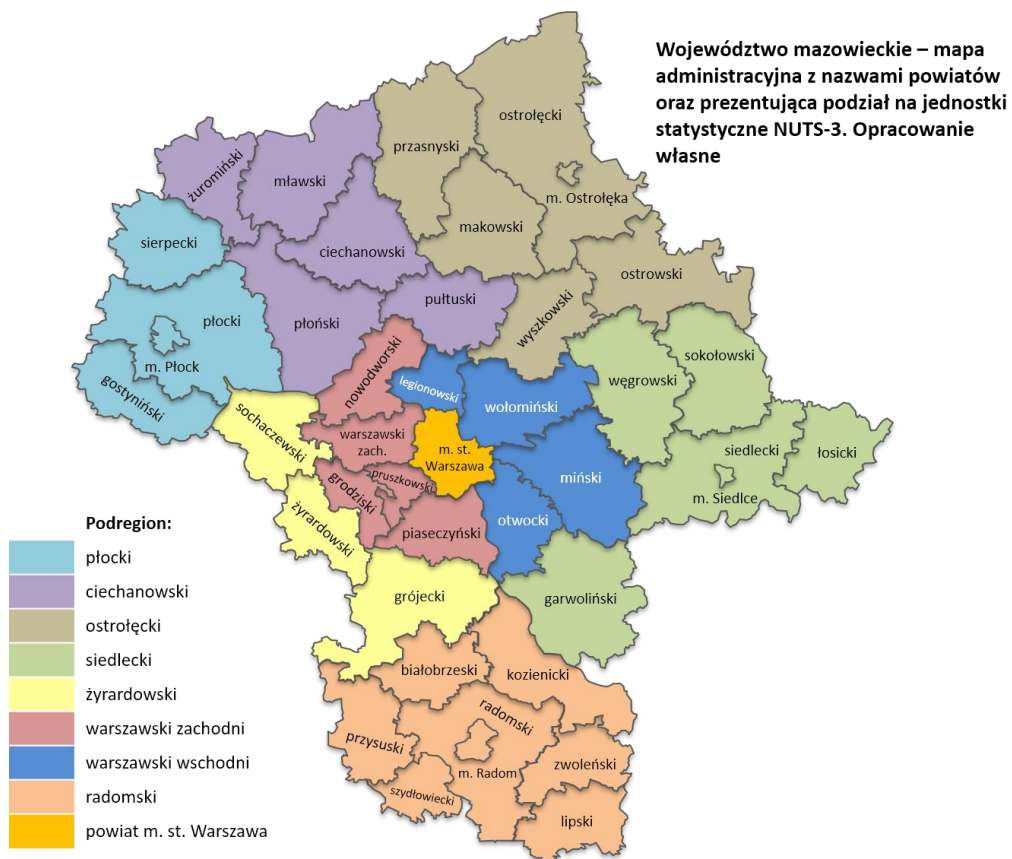 Województwo mazowieckie – mapa
administracyjna z nazwami powiatów
oraz prezentująca podział na jednostki
statystyczne NUTS-3. Opracowanie
własne
ostrołęcki
przasnyski
żuromiński
mławski
m. Ostrołęka
makowski
sierpecki
ciechanowski
ostrowski
pułtuski
płocki
płoński
wyszkowski
m. Płock
nowodworski
sokołowski
węgrowski
gostyniński
legionowski
wołomiński
sochaczewski
warszawski
zach.
m. st.
Warszawa
siedlecki
łosicki
pruszkowski
grodziski
miński
m. Siedlce
żyrardowski
piaseczyński
otwocki
grójecki
garwoliński
białobrzeski
kozienicki
radomski
przysuski
m. Radom
zwoleński
szydłowiecki
lipski
Podregion:
płocki
ciechanowski
ostrołęcki
siedlecki
żyrardowski
warszawski zachodni
warszawski wschodni
radomski
powiat m. st. Warszawa